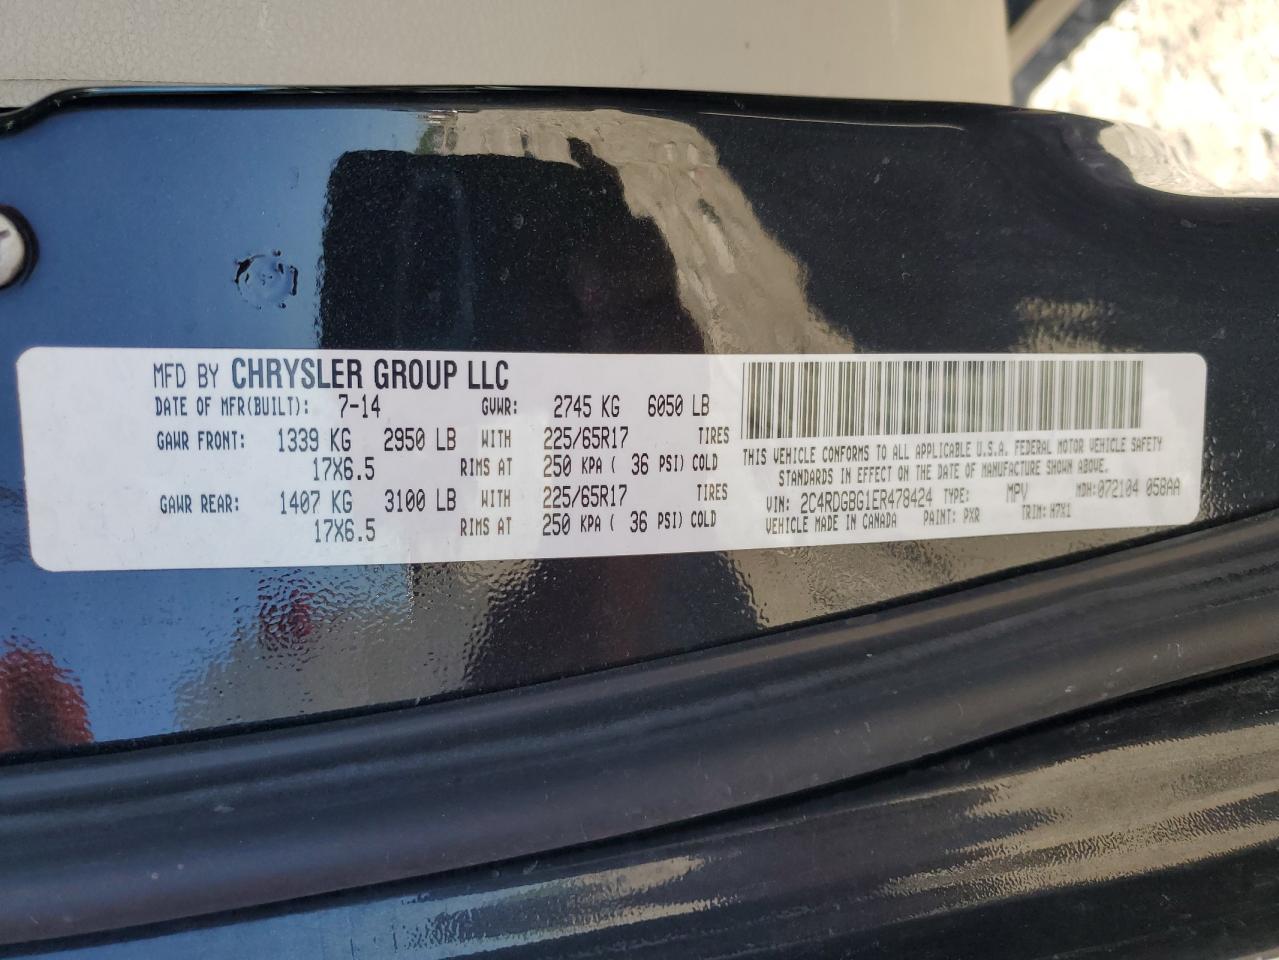 MFD BY CHRYSLER GROUP LLC
DATE OF MFR(BUILT): 7-14 GVWR: 2745 KG 6050 LB
GAWR FRONT: 1339 KG 2950 LB WITH 225/65R17 TIRES
17X6.5 RIMS AT 250 KPA ( 36 PSI) COLD
GAWR REAR: 1407 KG 3100 LB WITH 225/65R17 TIRES
17X6.5 RIMS AT 250 KPA ( 36 PSI) COLD
THIS VEHICLE CONFORMS TO ALL APPLICABLE U.S.A. FEDERAL MOTOR VEHICLE SAFETY
STANDARDS IN EFFECT ON THE DATE OF MANUFACTURE SHOWN ABOVE.
VIN: 2C4RDGBG1ER478424 TYPE: MPV MDH:072104 058AA
VEHICLE MADE IN CANADA PAINT: PXR TRIM: H7X1